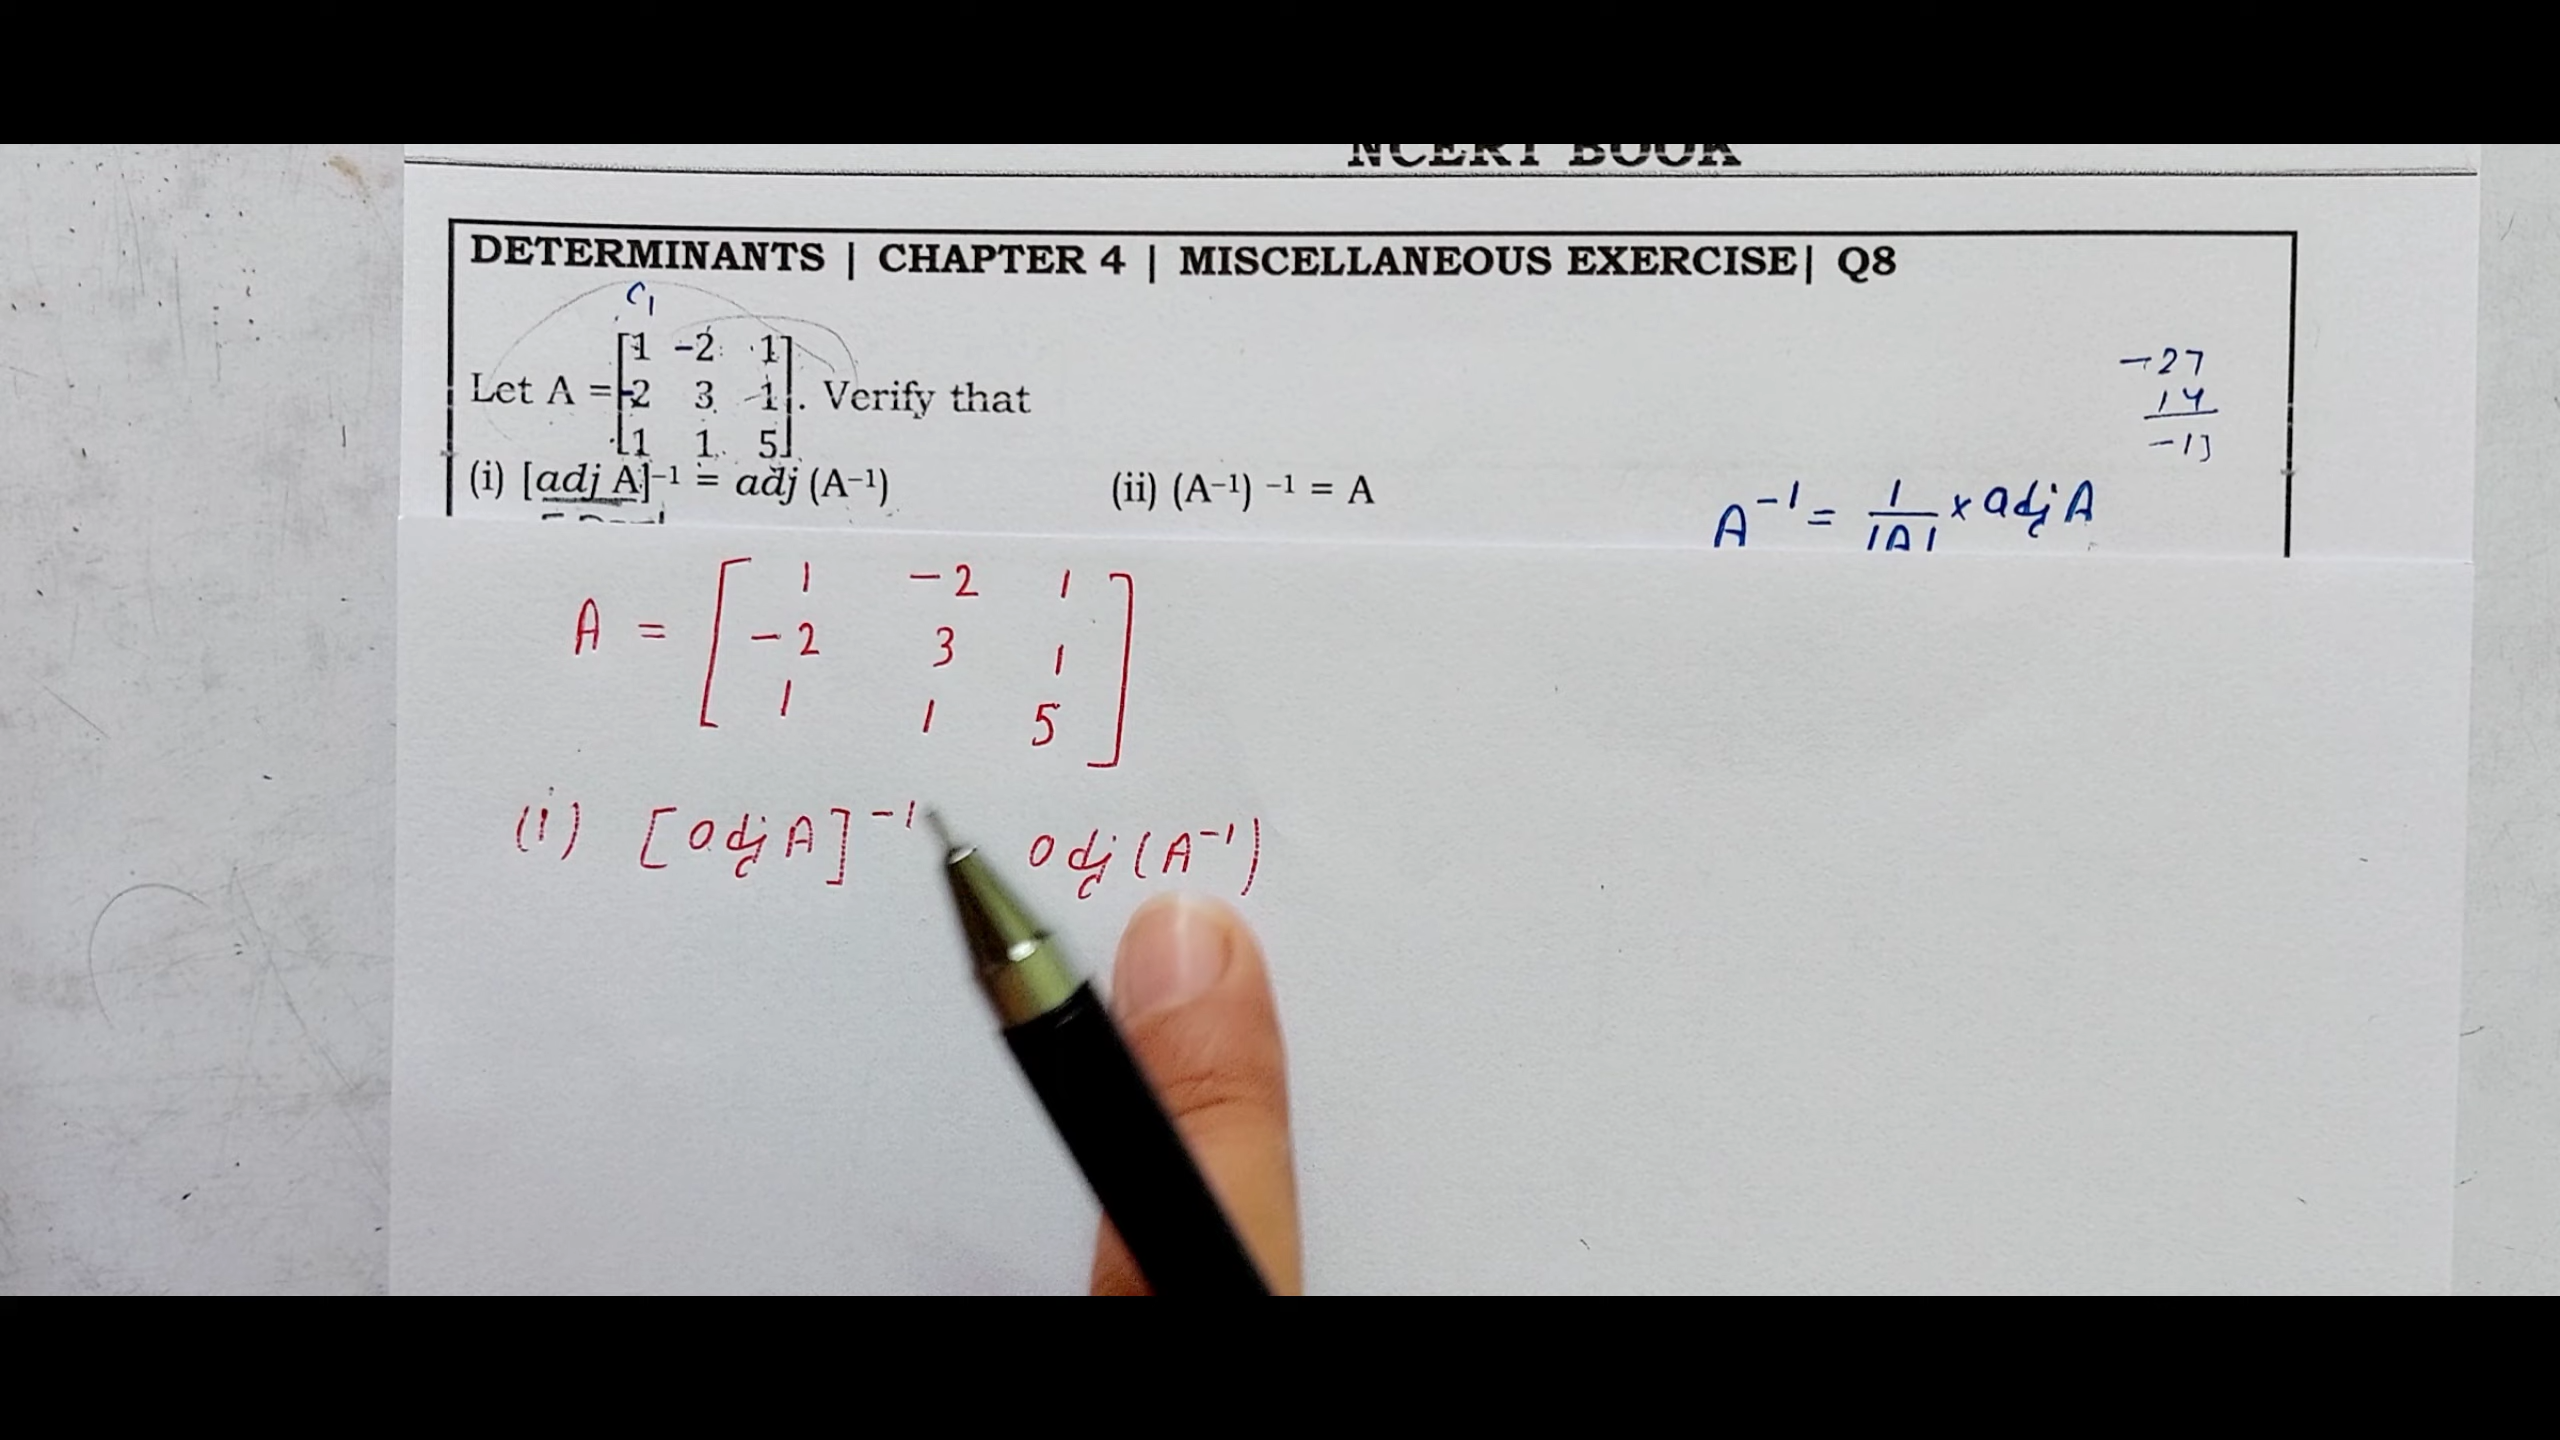 NCERT BOOK
DETERMINANTS | CHAPTER 4 | MISCELLANEOUS EXERCISE| Q8
C1
1 -2 1
Let A = -2 3 1 . Verify that
1 1 5
-27
14
-13
(i) [adj A]⁻¹ = adj (A⁻¹) (ii) (A⁻¹) ⁻¹ = A
A⁻¹ = 1/|A| × adj A
1 -2 1
A = -2 3 1
1 1 5
(i) [adj A]⁻¹ adj (A⁻¹)